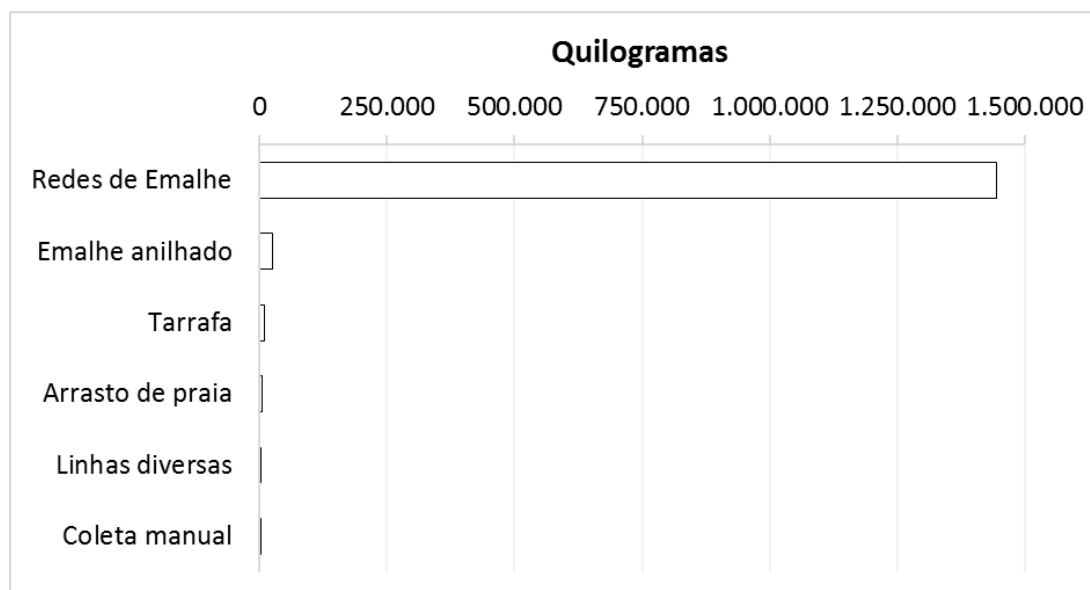 Quilogramas
0 250.000 500.000 750.000 1.000.000 1.250.000 1.500.000
Redes de Emalhe
Emalhe anilhado
Tarrafa
Arrasto de praia
Linhas diversas
Coleta manual